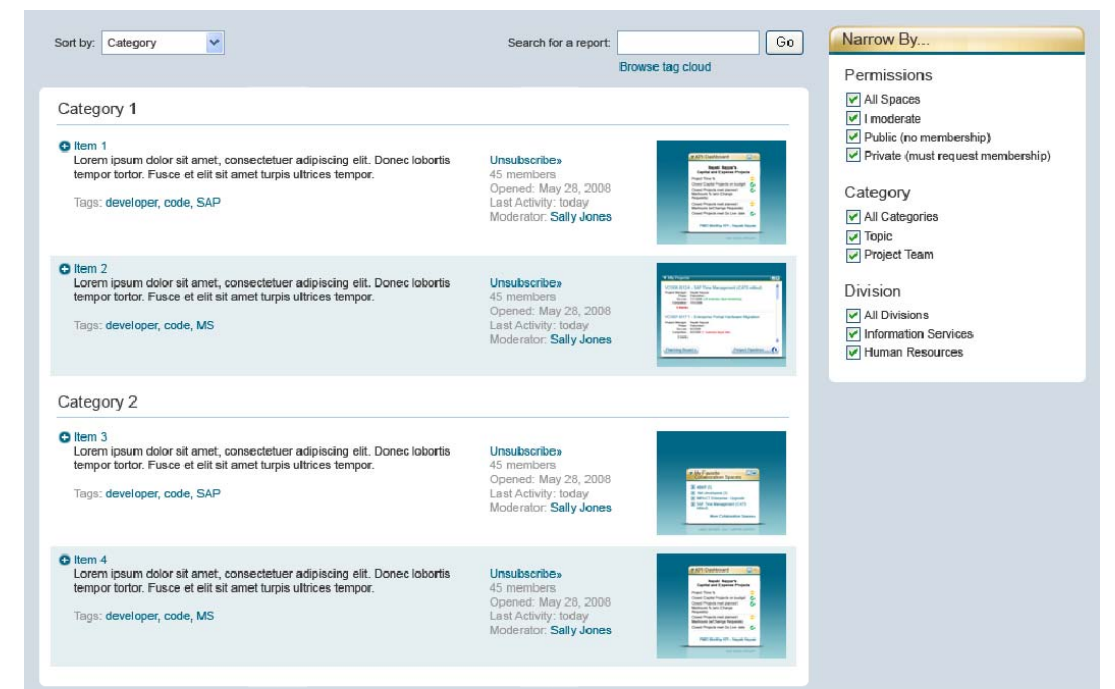 Sort by: Category
Search for a report: Go
Browse tag cloud
Category 1
Item 1
Lorem ipsum dolor sit amet, consectetuer adipiscing elit. Donec lobortis
tempor tortor. Fusce et elit sit amet turpis ultrices tempor.
Tags: developer, code, SAP
Unsubscribe»
45 members
Opened: May 28, 2008
Last Activity: today
Moderator: Sally Jones
Item 2
Lorem ipsum dolor sit amet, consectetuer adipiscing elit. Donec lobortis
tempor tortor. Fusce et elit sit amet turpis ultrices tempor.
Tags: developer, code, MS
Unsubscribe»
45 members
Opened: May 28, 2008
Last Activity: today
Moderator: Sally Jones
Category 2
Item 3
Lorem ipsum dolor sit amet, consectetuer adipiscing elit. Donec lobortis
tempor tortor. Fusce et elit sit amet turpis ultrices tempor.
Tags: developer, code, SAP
Unsubscribe»
45 members
Opened: May 28, 2008
Last Activity: today
Moderator: Sally Jones
Item 4
Lorem ipsum dolor sit amet, consectetuer adipiscing elit. Donec lobortis
tempor tortor. Fusce et elit sit amet turpis ultrices tempor.
Tags: developer, code, MS
Unsubscribe»
45 members
Opened: May 28, 2008
Last Activity: today
Moderator: Sally Jones
Narrow By...
Permissions
All Spaces
I moderate
Public (no membership)
Private (must request membership)
Category
All Categories
Topic
Project Team
Division
All Divisions
Information Services
Human Resources